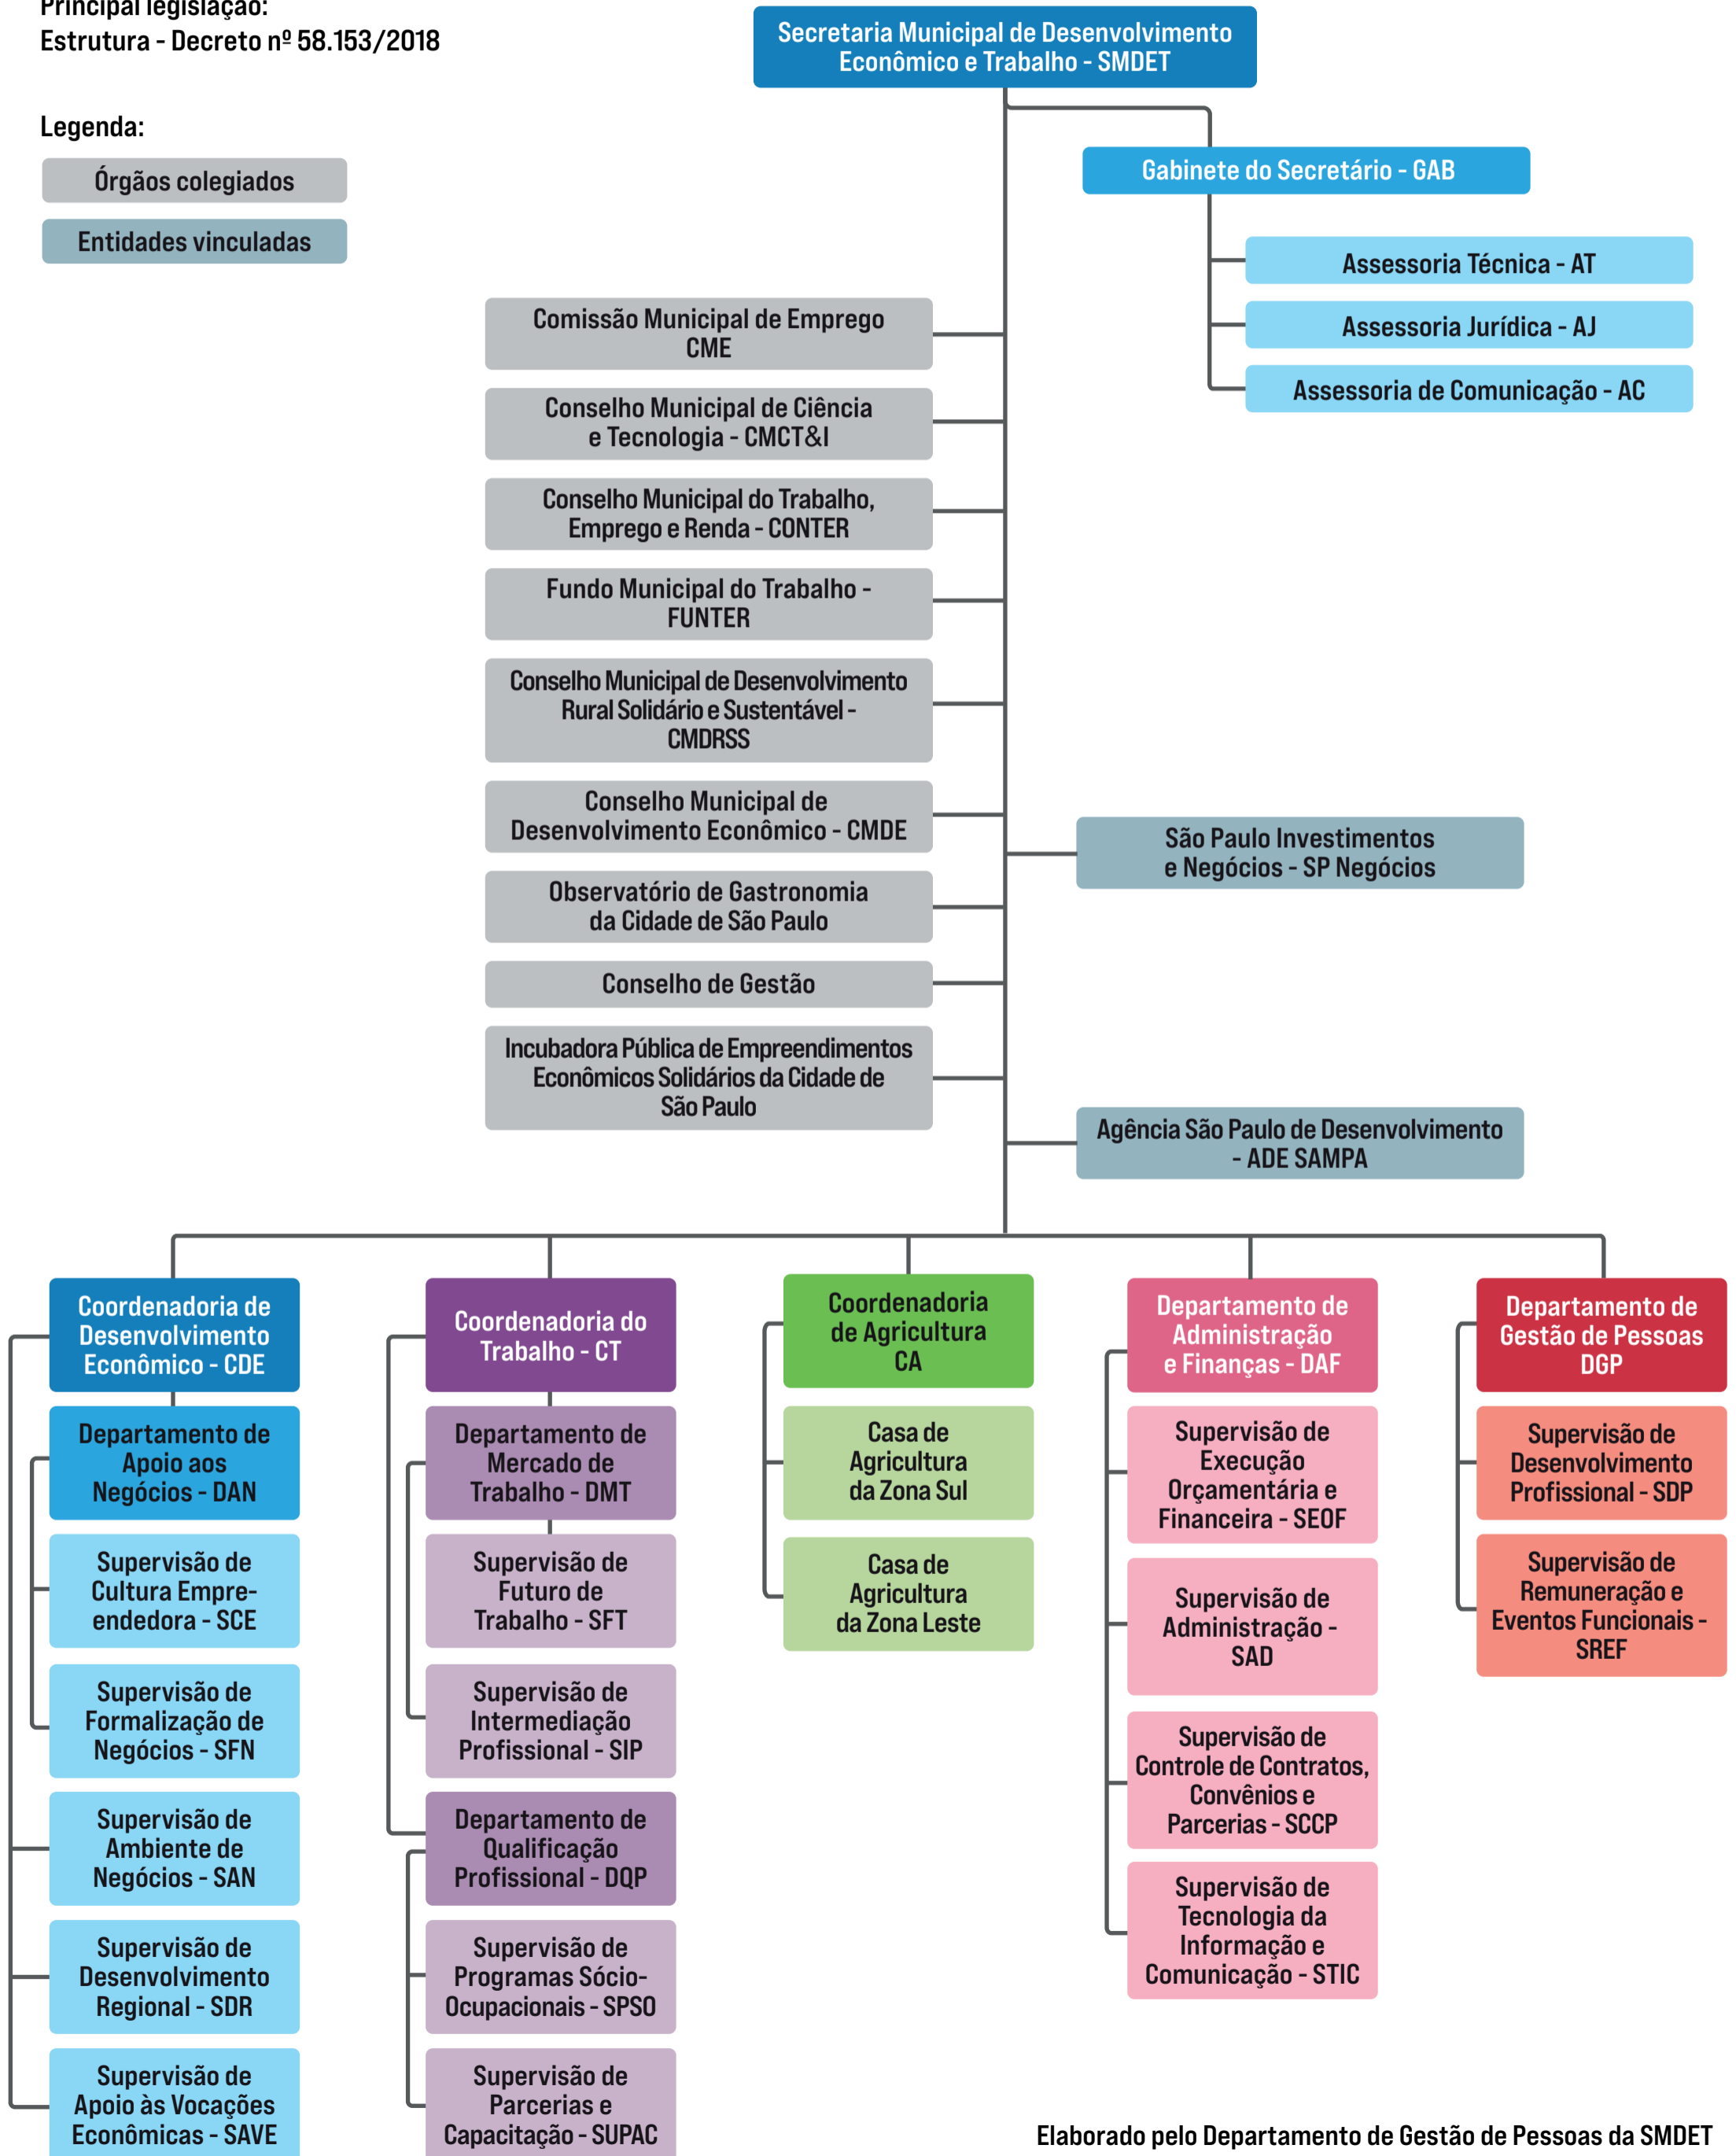 Principal legislação:
Estrutura - Decreto nº 58.153/2018
Secretaria Municipal de Desenvolvimento
Econômico e Trabalho - SMDET
Legenda:
Órgãos colegiados
Entidades vinculadas
Gabinete do Secretário - GAB
Assessoria Técnica - AT
Assessoria Jurídica - AJ
Assessoria de Comunicação - AC
Comissão Municipal de Emprego
CME
Conselho Municipal de Ciência
e Tecnologia - CMCT&I
Conselho Municipal do Trabalho,
Emprego e Renda - CONTER
Fundo Municipal do Trabalho -
FUNTER
Conselho Municipal de Desenvolvimento
Rural Solidário e Sustentável -
CMDRSS
Conselho Municipal de
Desenvolvimento Econômico - CMDE
Observatório de Gastronomia
da Cidade de São Paulo
Conselho de Gestão
Incubadora Pública de Empreendimentos
Econômicos Solidários da Cidade de
São Paulo
São Paulo Investimentos
e Negócios - SP Negócios
Agência São Paulo de Desenvolvimento
- ADE SAMPA
Coordenadoria de
Desenvolvimento
Econômico - CDE
Departamento de
Apoio aos
Negócios - DAN
Supervisão de
Cultura Empre-
endedora - SCE
Supervisão de
Formalização de
Negócios - SFN
Supervisão de
Ambiente de
Negócios - SAN
Supervisão de
Desenvolvimento
Regional - SDR
Supervisão de
Apoio às Vocações
Econômicas - SAVE
Coordenadoria do
Trabalho - CT
Departamento de
Mercado de
Trabalho - DMT
Supervisão de
Futuro de
Trabalho - SFT
Supervisão de
Intermediação
Profissional - SIP
Departamento de
Qualificação
Profissional - DQP
Supervisão de
Programas Sócio-
Ocupacionais - SPSO
Supervisão de
Parcerias e
Capacitação - SUPAC
Coordenadoria
de Agricultura
CA
Casa de
Agricultura
da Zona Sul
Casa de
Agricultura
da Zona Leste
Departamento de
Administração
e Finanças - DAF
Supervisão de
Execução
Orçamentária e
Financeira - SEOF
Supervisão de
Administração -
SAD
Supervisão de
Controle de Contratos,
Convênios e
Parcerias - SCCP
Supervisão de
Tecnologia da
Informação e
Comunicação - STIC
Departamento de
Gestão de Pessoas
DGP
Supervisão de
Desenvolvimento
Profissional - SDP
Supervisão de
Remuneração e
Eventos Funcionais -
SREF
Elaborado pelo Departamento de Gestão de Pessoas da SMDET